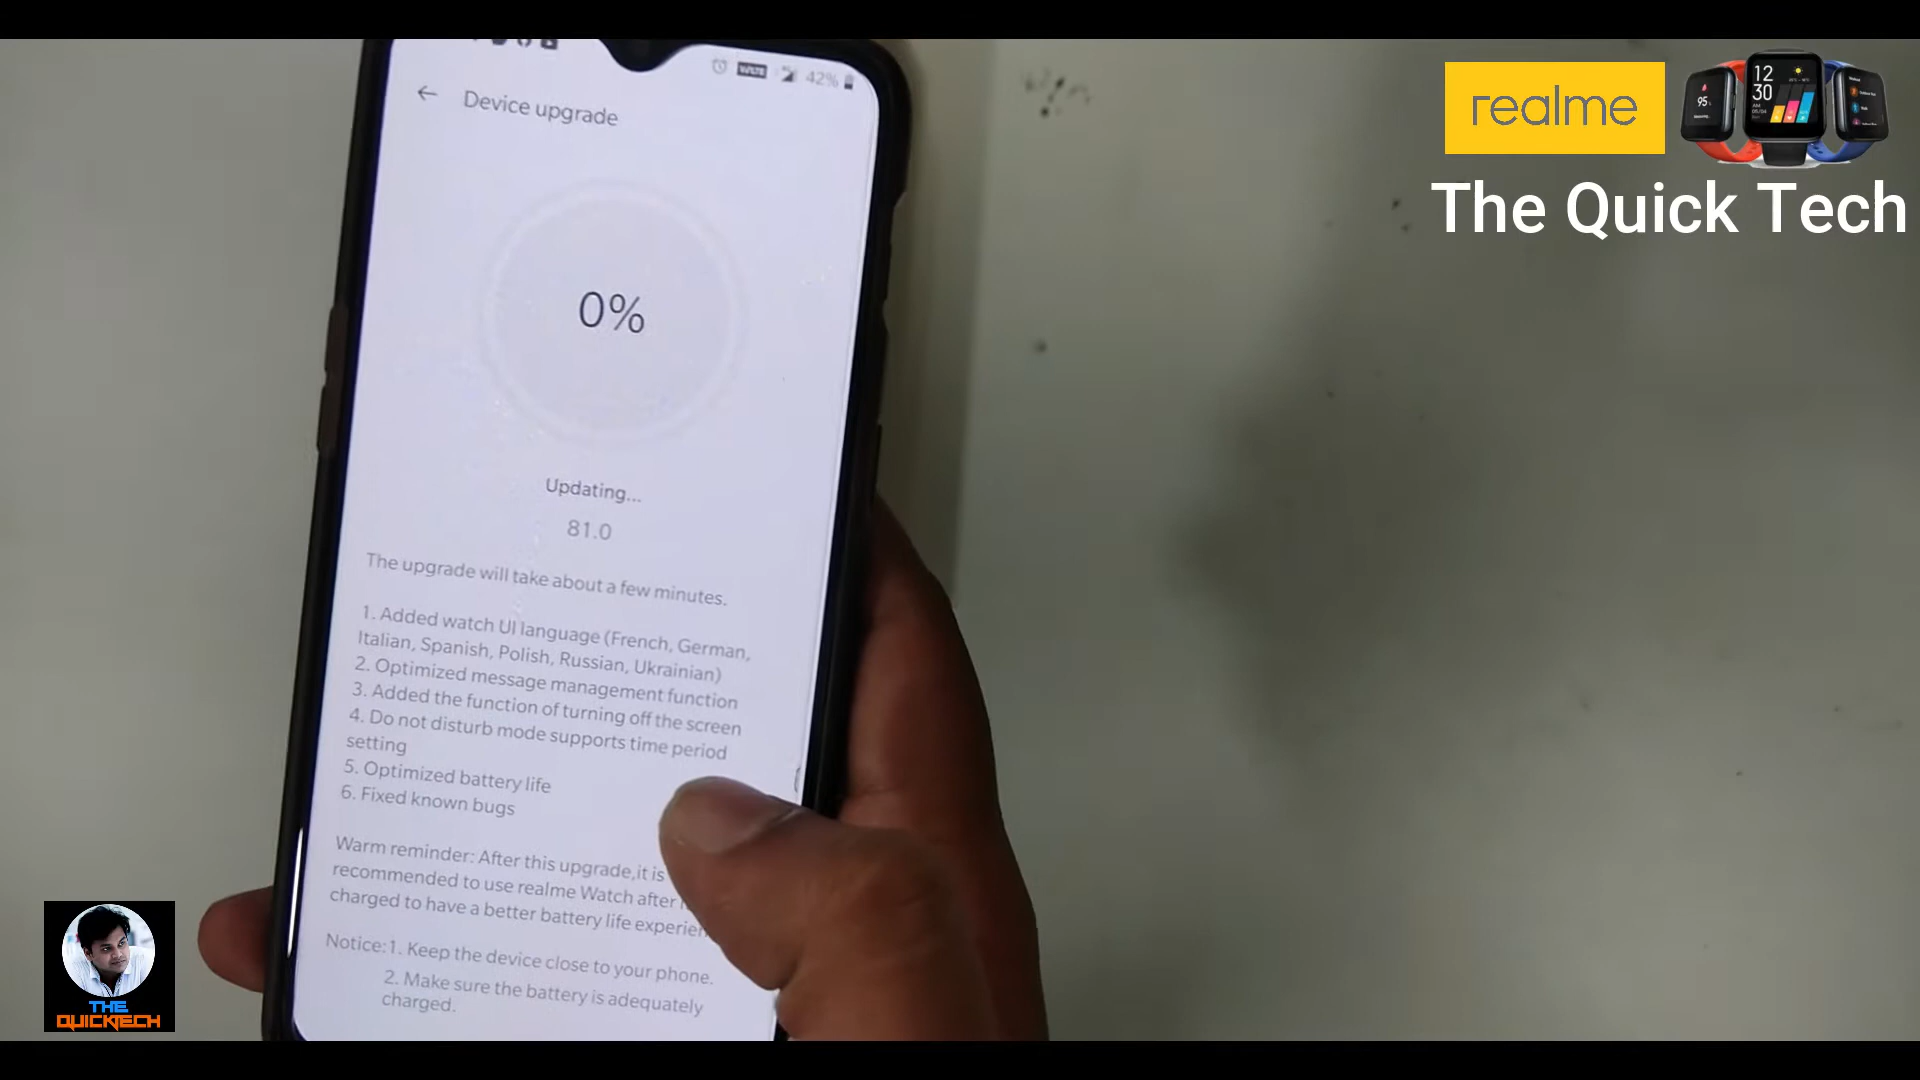 VoLTE 42%
Device upgrade
0%
Updating...
81.0
The upgrade will take about a few minutes.
1. Added watch UI language (French, German,
Italian, Spanish, Polish, Russian, Ukrainian)
2. Optimized message management function
3. Added the function of turning off the screen
4. Do not disturb mode supports time period
setting
5. Optimized battery life
6. Fixed known bugs
Warm reminder: After this upgrade,it is
recommended to use realme Watch after
charged to have a better battery life
Notice:1. Keep the device close to your phone.
2. Make sure the battery is adequately
charged.
realme
95
12
30
The Quick Tech
THE
QUICKTECH